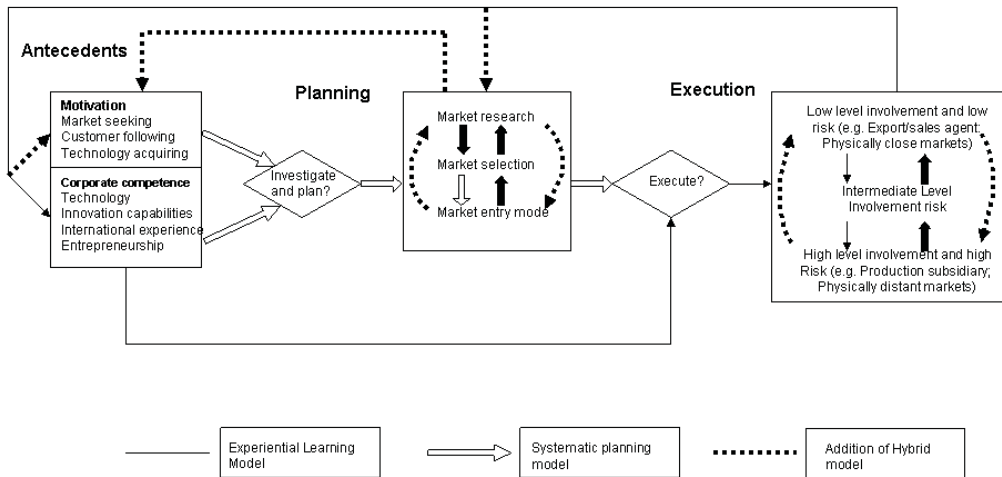 Antecedents
Motivation
Market seeking
Customer following
Technology acquiring
Corporate competence
Technology
Innovation capabilities
International experience
Entrepreneurship
Investigate
and plan?
Planning
Market research
Market selection
Market entry mode
Execute?
Execution
Low level involvement and low
risk (e.g. Export/sales agent:
Physically close markets)
Intermediate Level
Involvement risk
High level involvement and high
Risk (e.g. Production subsidiary;
Physically distant markets)
Experiential Learning
Model
Systematic planning
model
Addition of Hybrid
model